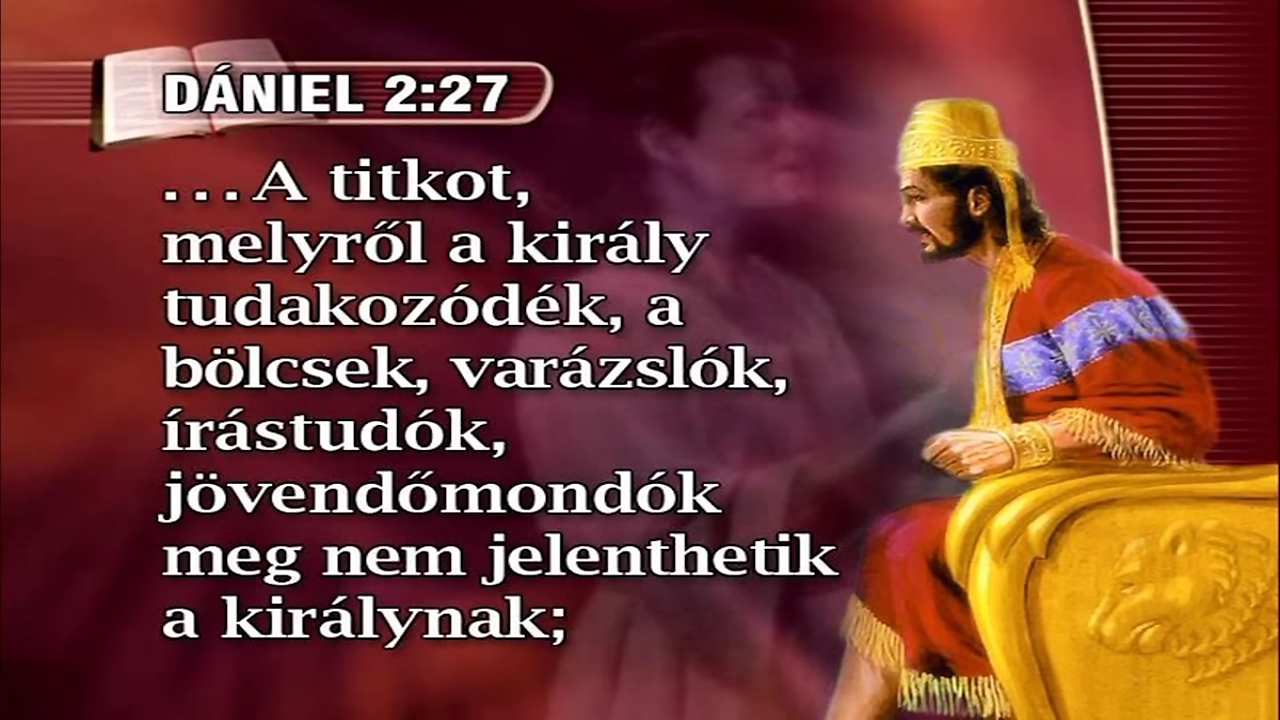 DÁNIEL 2:27
...A titkot,
melyről a király
tudakozódék, a
bölcsek, varázslók,
írástudók,
jövendőmondók
meg nem jelenthetik
a királynak;